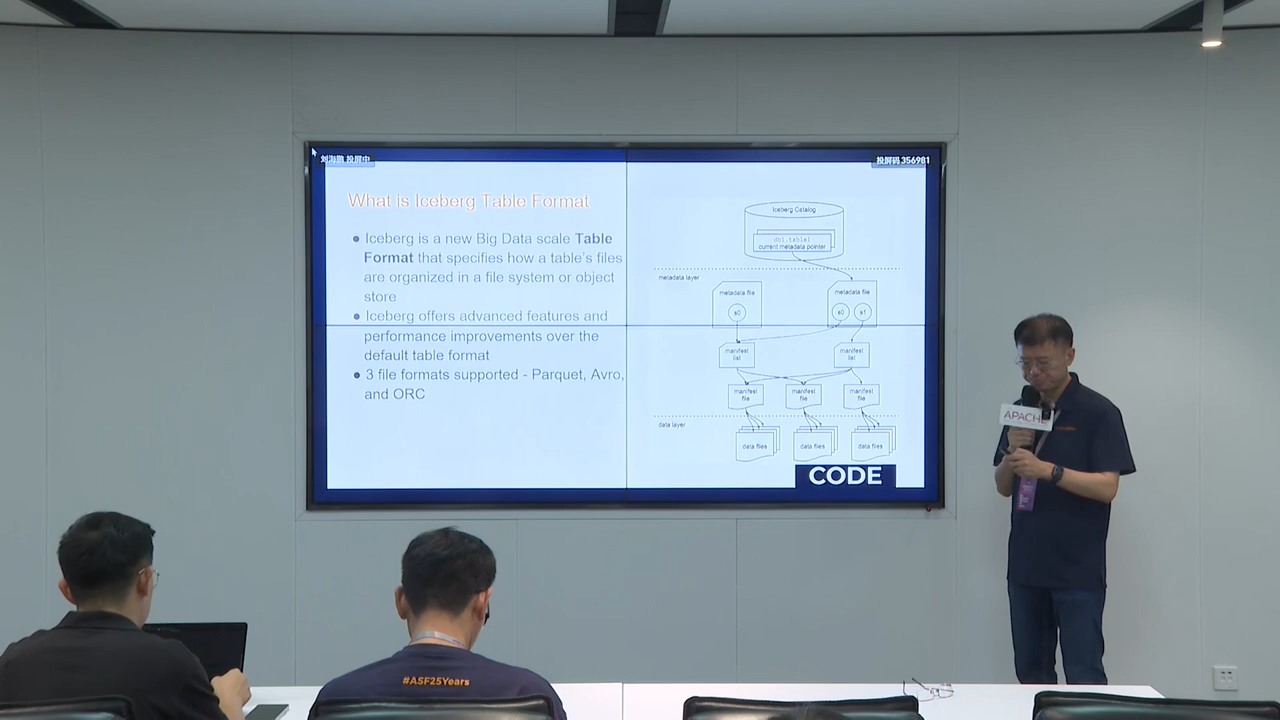 刘海鹏 投屏中
投屏码 356981
What is Iceberg Table Format
● Iceberg is a new Big Data scale Table
Format that specifies how a table's files
are organized in a file system or object
store
● Iceberg offers advanced features and
performance improvements over the
default table format
● 3 file formats supported - Parquet, Avro,
and ORC
Iceberg Catalog
db1.table1
current metadata pointer
metadata layer
metadata file
s0
metadata file
s0
s1
manifest
list
manifest
list
manifest
file
manifest
file
manifest
file
data layer
data files
data files
data files
CODE
APACHE
#ASF25Years